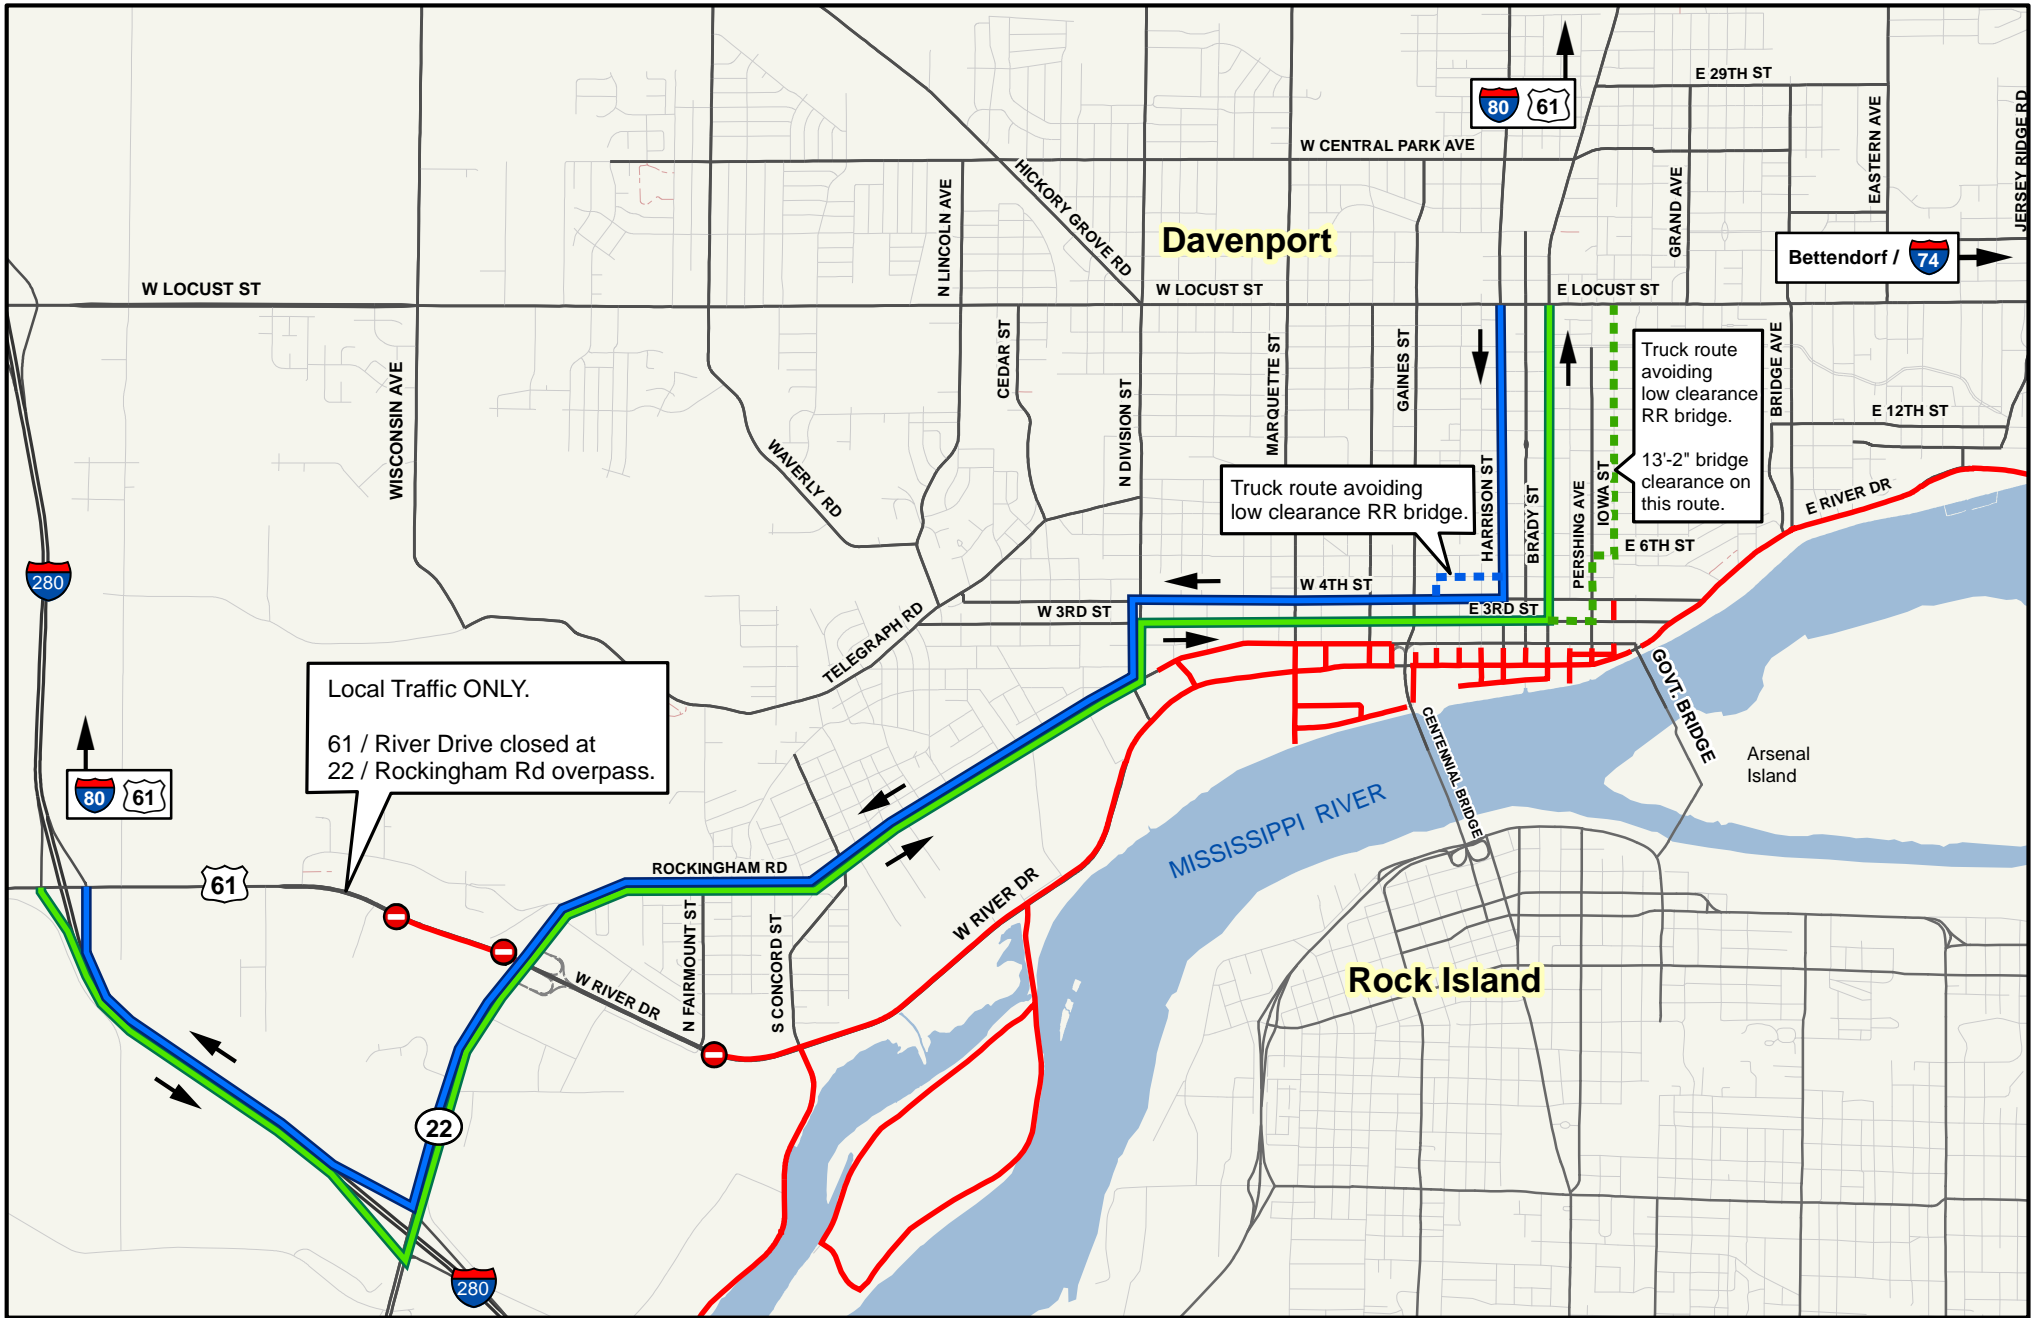 80 61
E 29TH ST
EASTERN AVE
JERSEY RIDGE RD
W CENTRAL PARK AVE
HICKORY GROVE RD
N LINCOLN AVE
GRAND AVE
Davenport
Bettendorf / 74
W LOCUST ST
W LOCUST ST
E LOCUST ST
WISCONSIN AVE
CEDAR ST
N DIVISION ST
MARQUETTE ST
GAINES ST
HARRISON ST
BRADY ST
PERSHING AVE
IOWA ST
BRIDGE AVE
Truck route
avoiding
low clearance
RR bridge.
13'-2" bridge
clearance on
this route.
E 12TH ST
WAVERLY RD
Truck route avoiding
low clearance RR bridge.
E RIVER DR
E 6TH ST
280
W 4TH ST
W 3RD ST
E 3RD ST
TELEGRAPH RD
Local Traffic ONLY.
61 / River Drive closed at
22 / Rockingham Rd overpass.
GOVT. BRIDGE
CENTENNIAL BRIDGE
Arsenal
Island
80 61
MISSISSIPPI RIVER
61
ROCKINGHAM RD
N FAIRMOUNT ST
S CONCORD ST
W RIVER DR
W RIVER DR
Rock Island
22
280